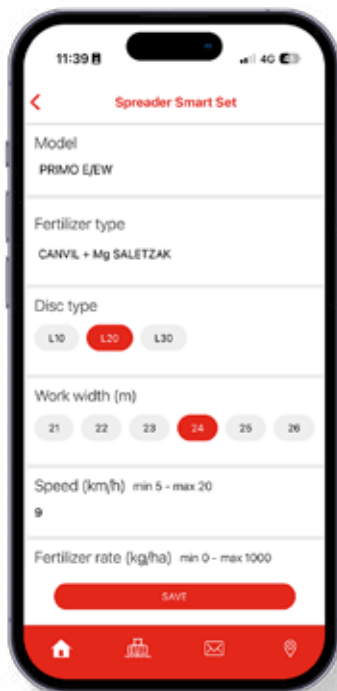 11:39
4G
Spreader Smart Set
Model
PRIMO E/EW
Fertilizer type
CANVIL + Mg SALETZAK
Disc type
L10 L20 L30
Work width (m)
21 22 23 24 25 26
Speed (km/h) min 5 - max 20
9
Fertilizer rate (kg/ha) min 0 - max 1000
SAVE